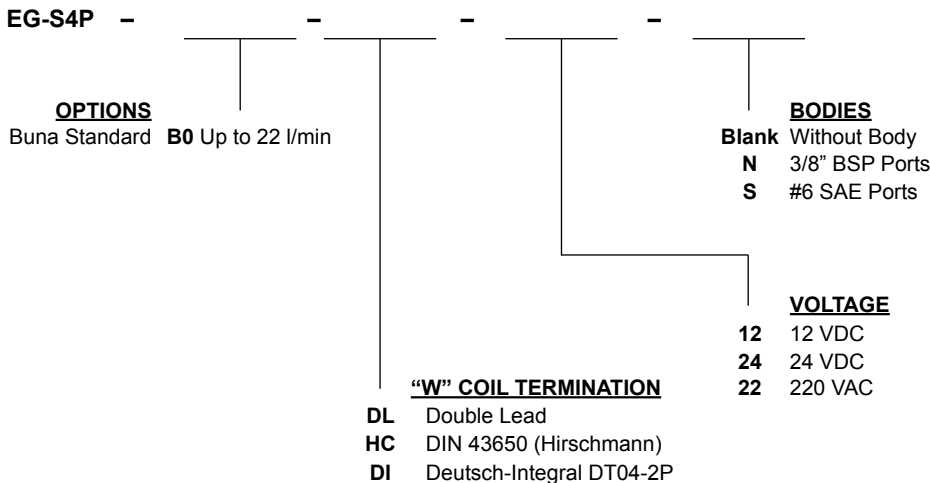 EG-S4P – – – –
OPTIONS
Buna Standard B0 Up to 22 l/min
BODIES
Blank Without Body
N 3/8” BSP Ports
S #6 SAE Ports
VOLTAGE
12 12 VDC
24 24 VDC
22 220 VAC
“W” COIL TERMINATION
DL Double Lead
HC DIN 43650 (Hirschmann)
DI Deutsch-Integral DT04-2P